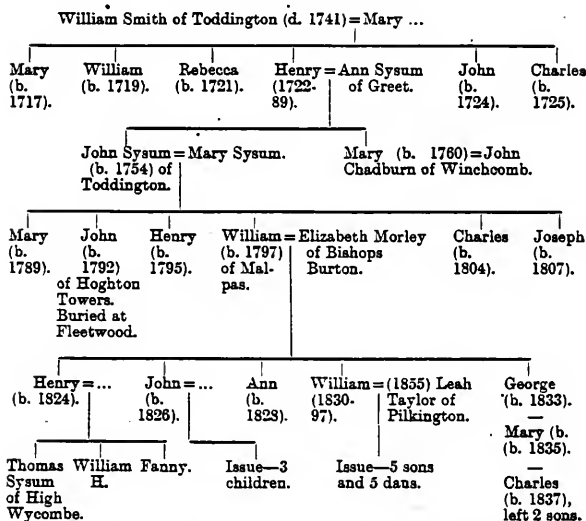 William Smith of Toddington (d. 1741)=Mary ...
Mary (b. 1717).
William (b. 1719).
Rebecca (b. 1721).
Henry (1722-89).=Ann Sysum of Greet.
John (b. 1724).
Charles (b. 1725).
John Sysum=Mary Sysum.
(b. 1754) of
Toddington.
Mary (b. 1760)=John
Chadburn of Winchcomb.
Mary (b. 1789).
John (b. 1792) of Hoghton Towers. Buried at Fleetwood.
Henry (b. 1795).
William (b. 1797) of Mal-pas.=Elizabeth Morley of Bishops Burton.
Charles (b. 1804).
Joseph (b. 1807).
Henry=...
(b. 1824).
John=...
(b. 1826).
Ann (b. 1828).
William (1830-97)=(1855) Leah Taylor of Pilkington.
George (b. 1833).
—
Mary (b. 1835).
—
Charles (b. 1837), left 2 sons.
Thomas Sysum of High Wycombe.
William H.
Fanny.
Issue—3
children.
Issue—5 sons
and 5 daus.